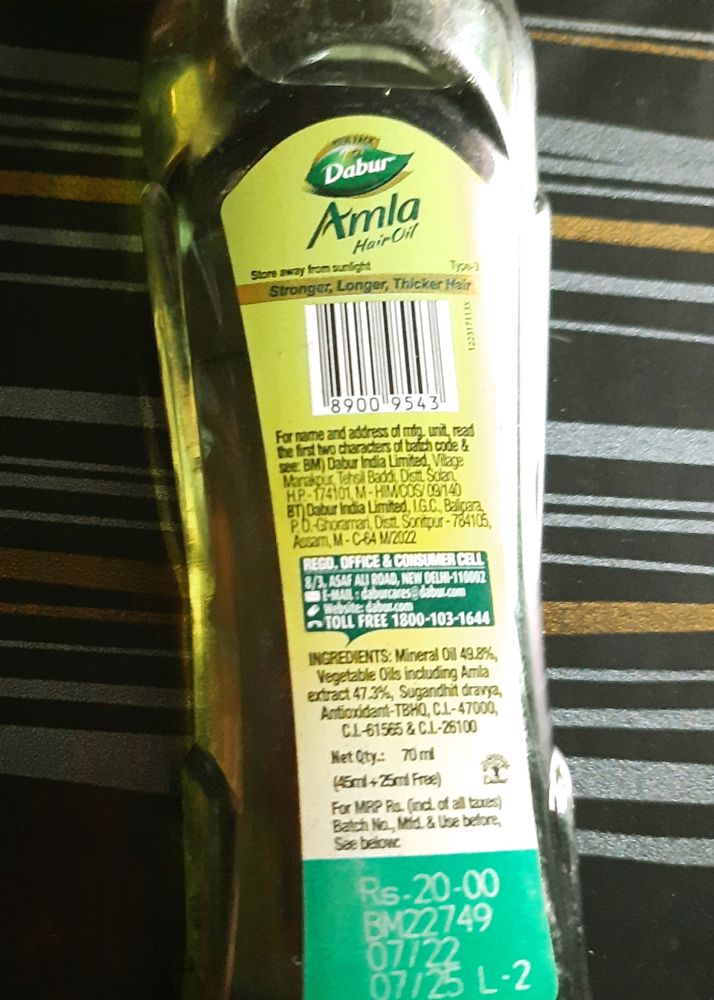 Dabur
Amla
Hair Oil
Store away from sunlight Type-3
Stronger, Longer, Thicker Hair
8900 9543
For name and address of mfg. unit, read
the first two characters of batch code &
see: BM) Dabur India Limited, Village
Manakpur, Tehsil Baddi, Distt. Solan,
H.P - 174101, M - HIM/COS/ 09/140
BT) Dabur India Limited, I.G.C., Balipara,
P.O.-Ghoramari, Distt. Sonitpur - 784105,
Assam, M - C-64 M/2022
REGD. OFFICE & CONSUMER CELL
8/3, ASAF ALI ROAD, NEW DELHI-110002
E-MAIL : daburcares@dabur.com
Website: dabur.com
TOLL FREE 1800-103-1644
INGREDIENTS: Mineral Oil 49.8%,
Vegetable Oils including Amla
extract 47.3%, Sugandhit dravya,
Antioxidant-TBHQ, C.I.- 47000,
C.I.-61565 & C.I.-26100
Net Qty.: 70 ml
(45ml + 25ml Free)
For MRP Rs. (incl. of all taxes)
Batch No., Mfd. & Use before,
See below:
Rs.20-00
BM22749
07/22
07/25 L-2